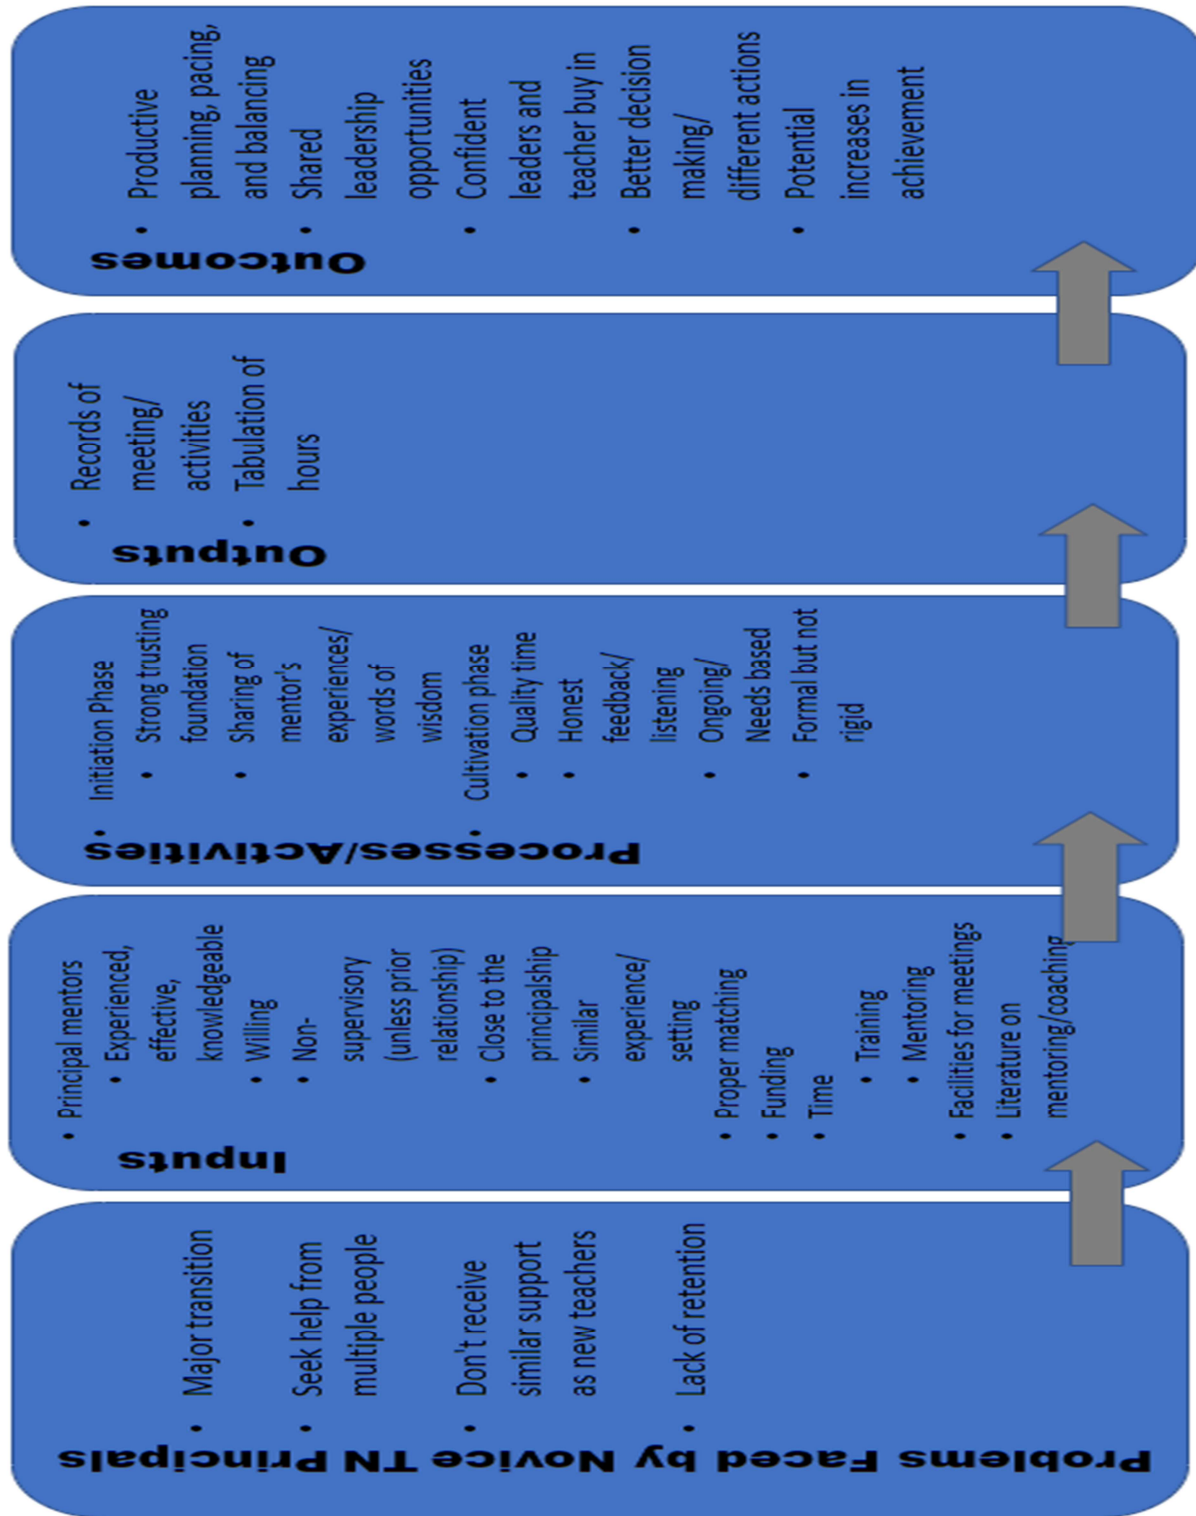 Problems Faced by Novice TN Principals
Major transition
Seek help from
multiple people
Don't receive
similar support
as new teachers
Lack of retention
Inputs
Principal mentors
Experienced,
effective,
knowledgeable
Willing
Non-
supervisory
(unless prior
relationship)
Close to the
principalship
Similar
experience/
setting
Proper matching
Funding
Time
Training
Mentoring
Facilities for meetings
Literature on
mentoring/coaching
Processes/Activities
Initiation Phase
Strong trusting
foundation
Sharing of
mentor's
experiences/
words of
wisdom
Cultivation phase
Quality time
Honest
feedback/
listening
Ongoing/
Needs based
Formal but not
rigid
Outputs
Records of
meeting/
activities
Tabulation of
hours
Outcomes
Productive
planning, pacing,
and balancing
Shared
leadership
opportunities
Confident
leaders and
teacher buy in
Better decision
making/
different actions
Potential
increases in
achievement